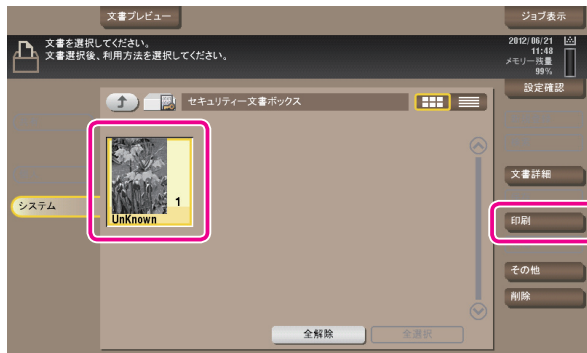 文書プレビュー
ジョブ表示
文書を選択してください。
文書選択後、利用方法を選択してください。
2012/06/21
11:48
メモリー残量
99%
設定確認
セキュリティー文書ボックス
文書詳細
システム
1
UnKnown
印刷
その他
削除
全解除
全選択